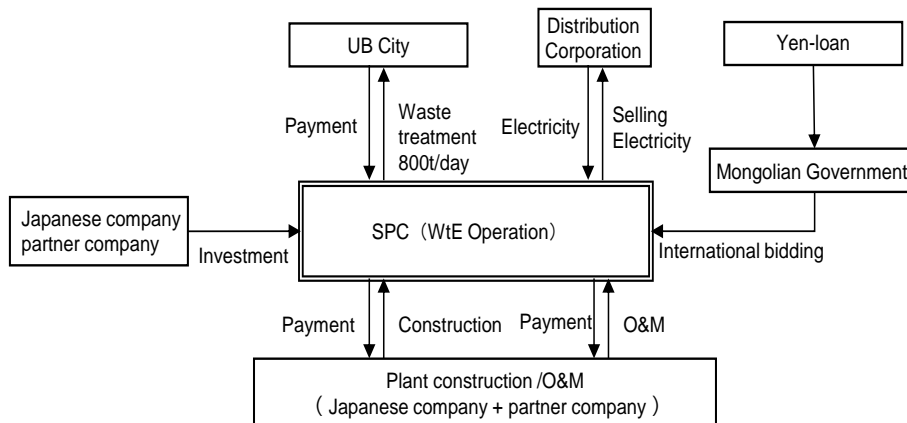 UB City
Distribution
Corporation
Yen-loan
Payment
Waste
treatment
800t/day
Electricity
Selling
Electricity
Mongolian Government
Japanese company
partner company
Investment
SPC（WtE Operation）
International bidding
Payment
Construction
Payment
O&M
Plant construction /O&M
（ Japanese company + partner company ）